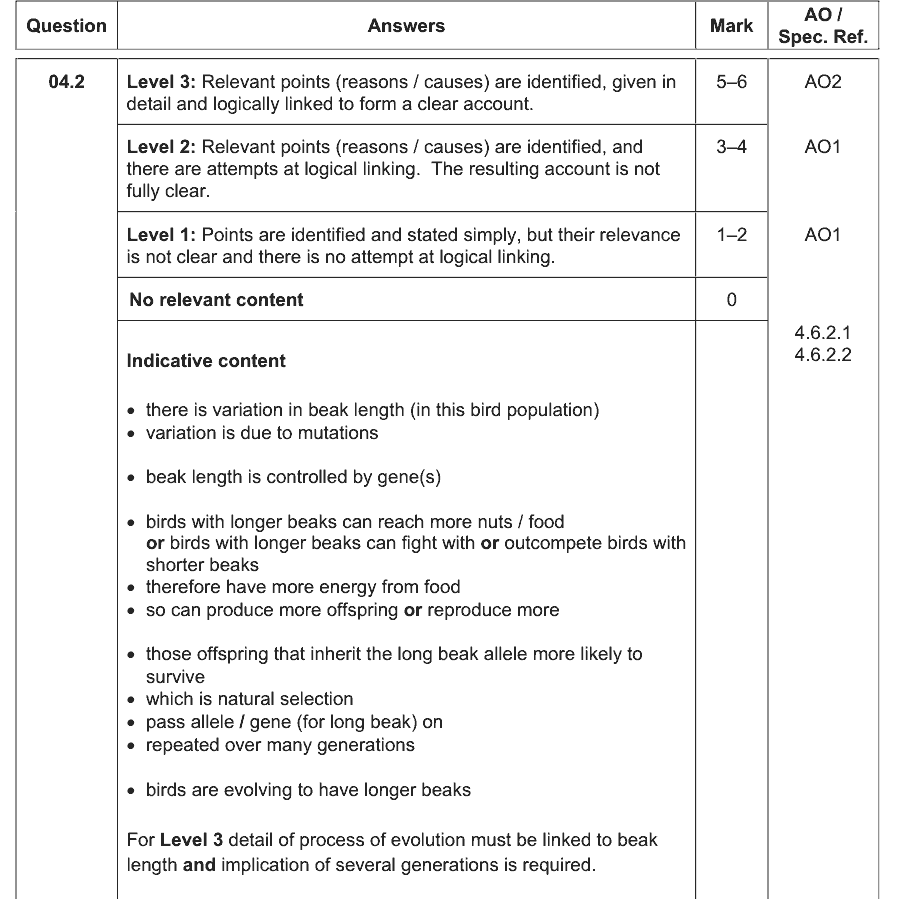 Question Answers Mark AO /
Spec. Ref.
04.2 Level 3: Relevant points (reasons / causes) are identified, given in 5–6 AO2
detail and logically linked to form a clear account.
Level 2: Relevant points (reasons / causes) are identified, and 3–4 AO1
there are attempts at logical linking. The resulting account is not
fully clear.
Level 1: Points are identified and stated simply, but their relevance 1–2 AO1
is not clear and there is no attempt at logical linking.
No relevant content 0
4.6.2.1
4.6.2.2
Indicative content
• there is variation in beak length (in this bird population)
• variation is due to mutations
• beak length is controlled by gene(s)
• birds with longer beaks can reach more nuts / food
or birds with longer beaks can fight with or outcompete birds with
shorter beaks
• therefore have more energy from food
• so can produce more offspring or reproduce more
• those offspring that inherit the long beak allele more likely to
survive
• which is natural selection
• pass allele / gene (for long beak) on
• repeated over many generations
• birds are evolving to have longer beaks
For Level 3 detail of process of evolution must be linked to beak
length and implication of several generations is required.